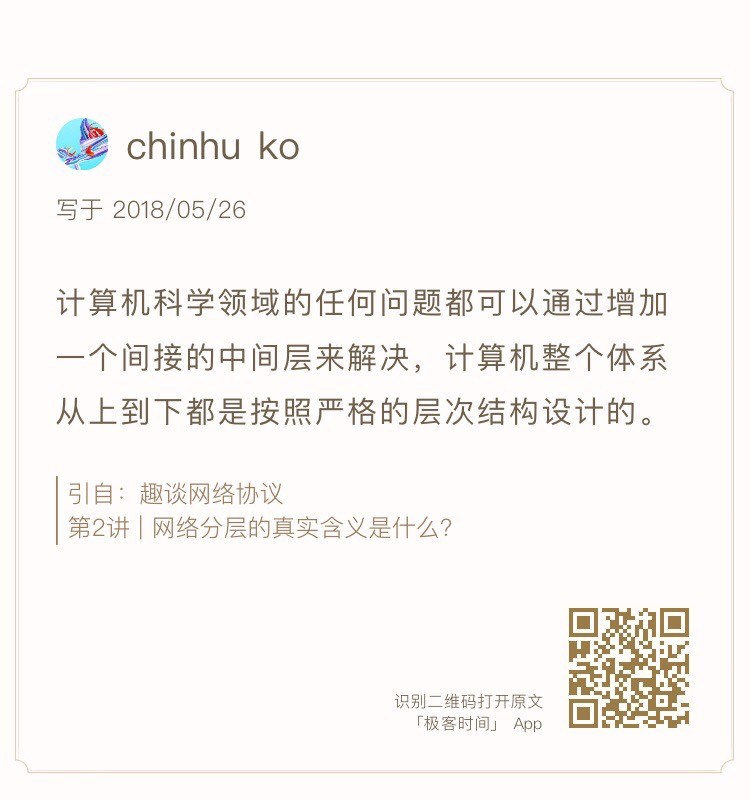 chinhu ko
写于 2018/05/26
计算机科学领域的任何问题都可以通过增加
一个间接的中间层来解决，计算机整个体系
从上到下都是按照严格的层次结构设计的。
引自：趣谈网络协议
第2讲 | 网络分层的真实含义是什么？
识别二维码打开原文
「极客时间」 App